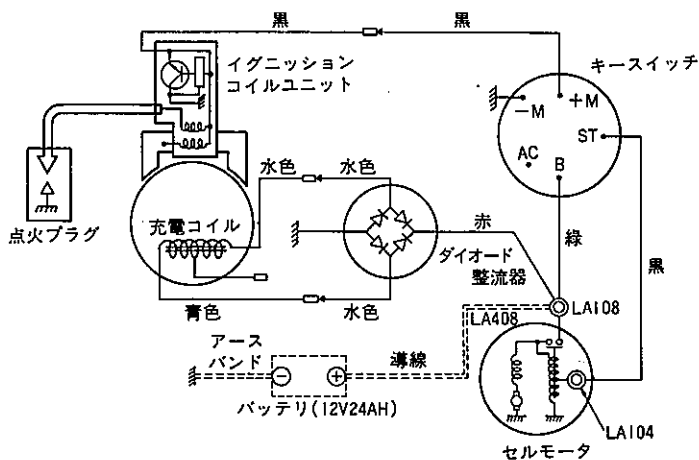 黒
黒
イグニッション
コイルユニット
キースイッチ
－M
＋M
ST
AC
B
点火プラグ
水色
水色
充電コイル
赤
ダイオード
整流器
緑
黒
青色
水色
LA108
LA408
アース
バンド
導線
バッテリ(12V24AH)
LA104
セルモータ